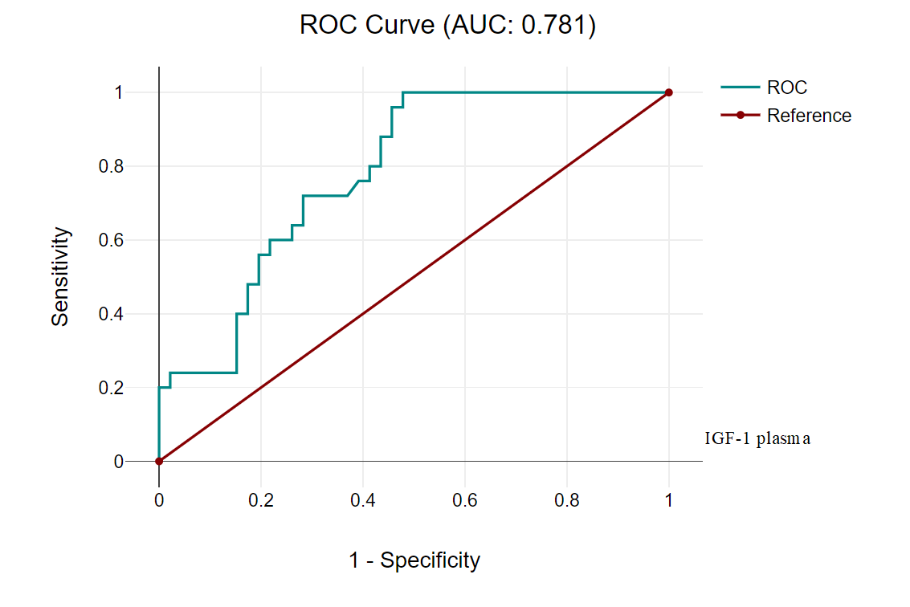 ROC Curve (AUC: 0.781)
ROC
Reference
1
0.8
0.6
0.4
0.2
0
Sensitivity
IGF-1 plasma
0 0.2 0.4 0.6 0.8 1
1 - Specificity